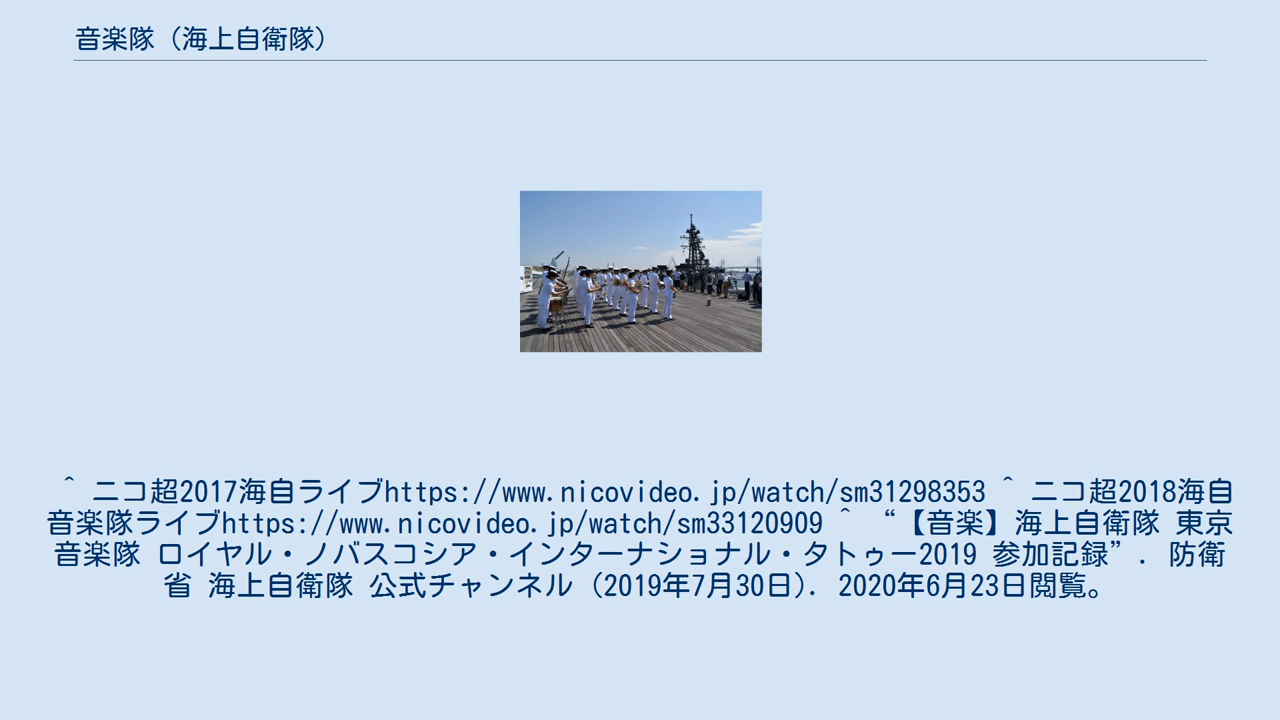 音楽隊（海上自衛隊）
^ ニコ超2017海自ライブhttps://www.nicovideo.jp/watch/sm31298353 ^ ニコ超2018海自
音楽隊ライブhttps://www.nicovideo.jp/watch/sm33120909 ^ “【音楽】海上自衛隊 東京
音楽隊 ロイヤル・ノバスコシア・インターナショナル・タトゥー2019 参加記録”. 防衛
省 海上自衛隊 公式チャンネル (2019年7月30日). 2020年6月23日閲覧。